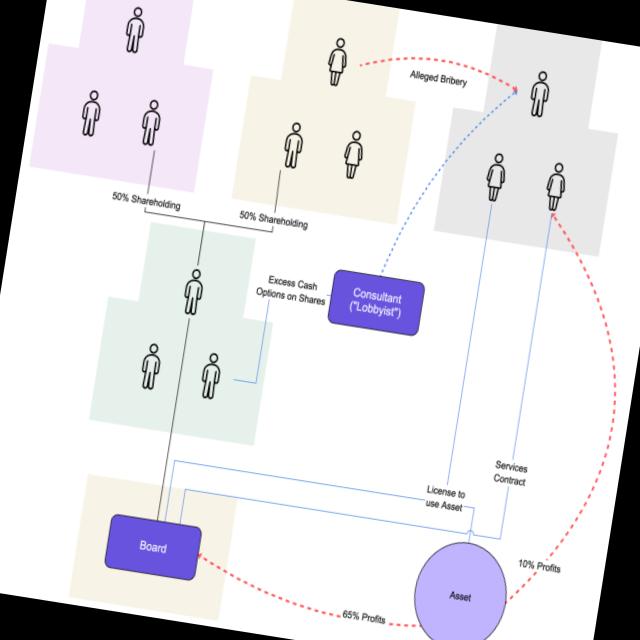 Alleged Bribery
50% Shareholding
50% Shareholding
Excess Cash
Options on Shares
Consultant
("Lobbyist")
Services
Contract
License to
use Asset
Board
10% Profits
Asset
65% Profits